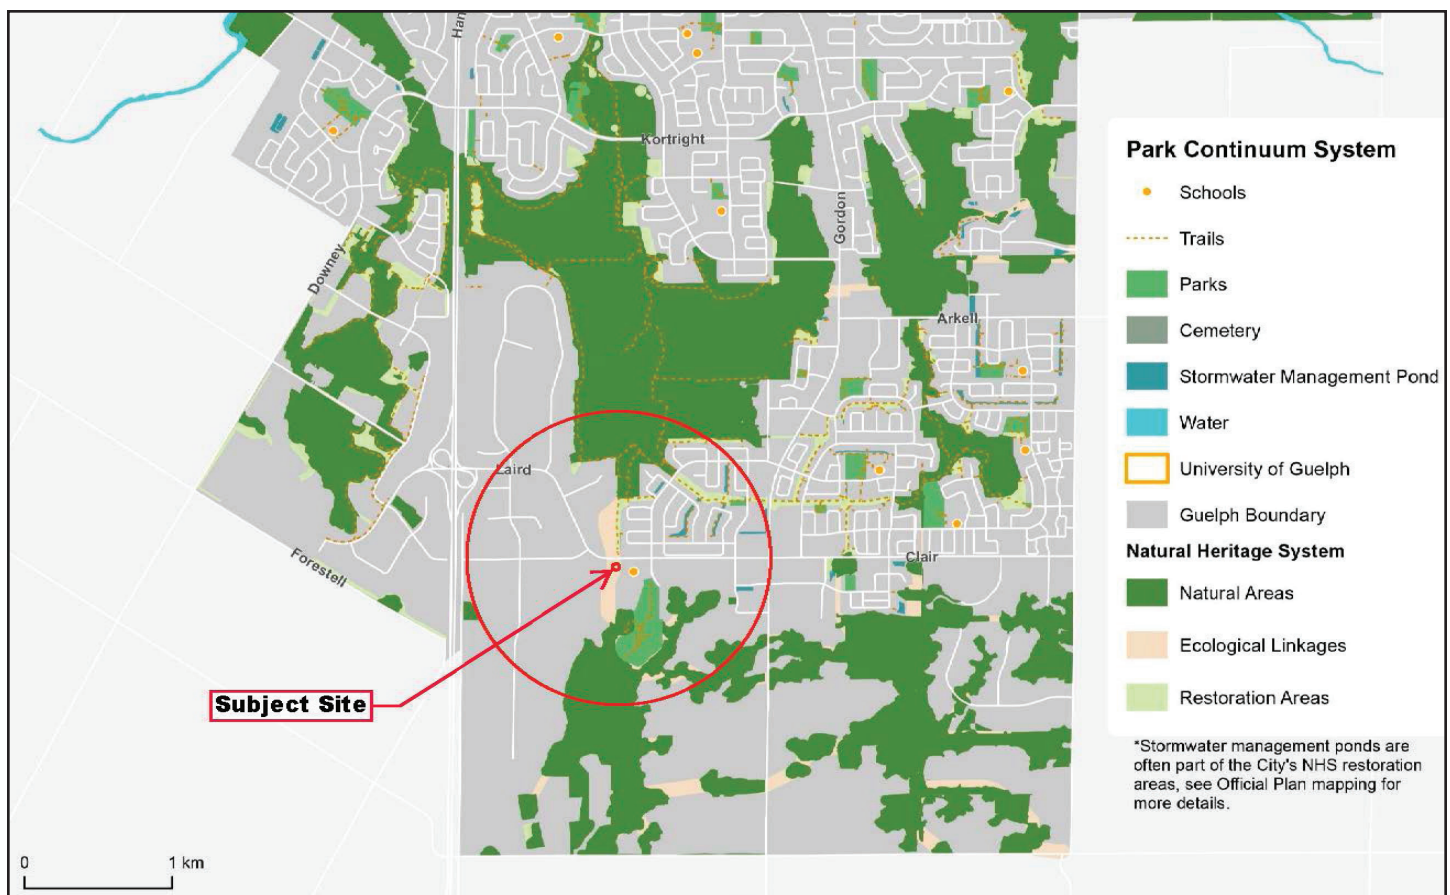 Han
Kortright
Gordon
Downey
Arkell
Laird
Clair
Forestell
Subject Site
0 1 km
Park Continuum System
Schools
Trails
Parks
Cemetery
Stormwater Management Pond
Water
University of Guelph
Guelph Boundary
Natural Heritage System
Natural Areas
Ecological Linkages
Restoration Areas
*Stormwater management ponds are
often part of the City's NHS restoration
areas, see Official Plan mapping for
more details.